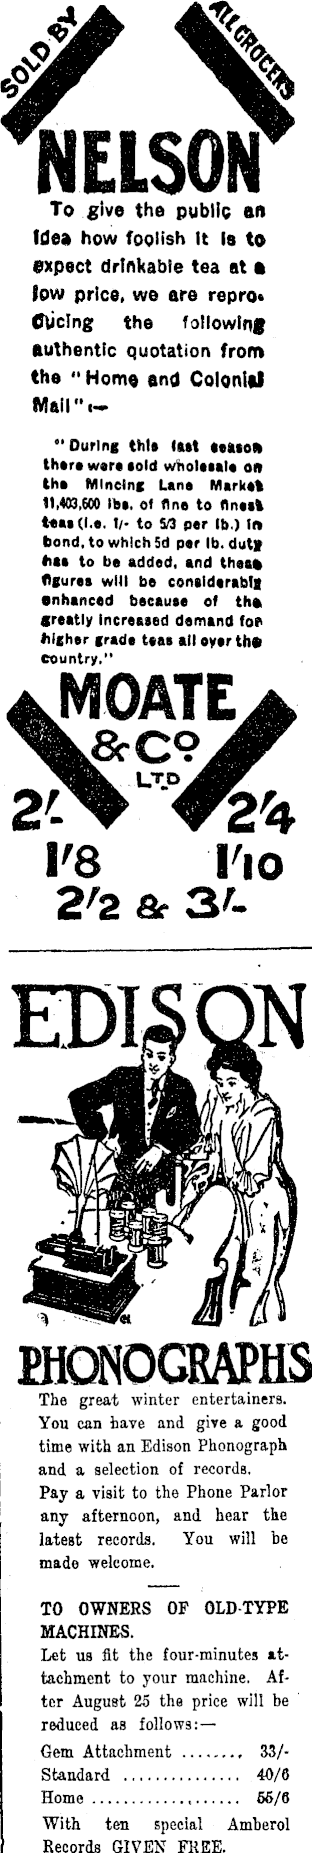 SOLD BY
ALL GROCERS
NELSON
To give the public an
idea how foolish it is to
expect drinkable tea at a
low price, we are repro-
ducing the following
authentic quotation from
the "Home and Colonial
Mail" :—
"During this last season
there were sold wholesale on
the Mincing Lane Market
11,403,600 lbs. of fine to finest
teas (i.e. 1/- to 5/3 per lb.) in
bond, to which 5d per lb. duty
has to be added, and these
figures will be considerably
enhanced because of the
greatly increased demand for
higher grade teas all over the
country."
MOATE
& Co
LTD
2/- 2/4
1/8 1/10
2/2 & 3/-
EDISON
PHONOGRAPHS
The great winter entertainers.
You can have and give a good
time with an Edison Phonograph
and a selection of records.
Pay a visit to the Phone Parlor
any afternoon, and hear the
latest records. You will be
made welcome.
TO OWNERS OF OLD-TYPE
MACHINES.
Let us fit the four-minutes at-
tachment to your machine. Af-
ter August 25 the price will be
reduced as follows:—
Gem Attachment ........ 33/-
Standard ............... 40/6
Home .................. 55/6
With ten special Amberol
Records GIVEN FREE.